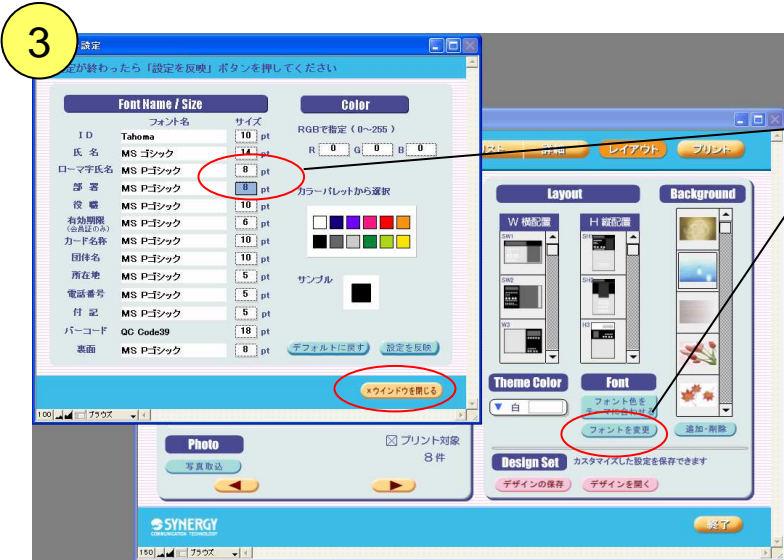 3
設定
定が終わったら「設定を反映」ボタンを押してください
Font Name / Size
フォント名 サイズ
ID Tahoma 10 pt
氏 名 MS ゴシック 14 pt
ローマ字氏名 MS Pゴシック 8 pt
部 署 MS Pゴシック 8 pt
役 職 MS Pゴシック 10 pt
有効期限 MS Pゴシック 6 pt
(会員証のみ)
カード名称 MS Pゴシック 10 pt
団体名 MS Pゴシック 10 pt
所在地 MS Pゴシック 5 pt
電話番号 MS Pゴシック 5 pt
付 記 MS Pゴシック 5 pt
バーコード QC Code39 18 pt
裏面 MS Pゴシック 8 pt
Color
RGBで指定(0~255)
R 0 G 0 B 0
カラーパレットから選択
サンプル
デフォルトに戻す 設定を反映
×ウインドウを閉じる
100 ブラウズ
リスト 詳細 レイアウト プリント
Layout
W 横配置 H 縦配置
SW1 SH1
SW2 SH2
W3 H3
Background
追加・削除
Theme Color
白
Font
フォント色を
テーマに合わせる
フォントを変更
Design Set カスタマイズした設定を保存できます
デザインの保存 デザインを開く
Photo
写真取込
プリント対象
8件
SYNERGY
COMMUNICATION TECHNOLOGY
終了
150 ブラウズ